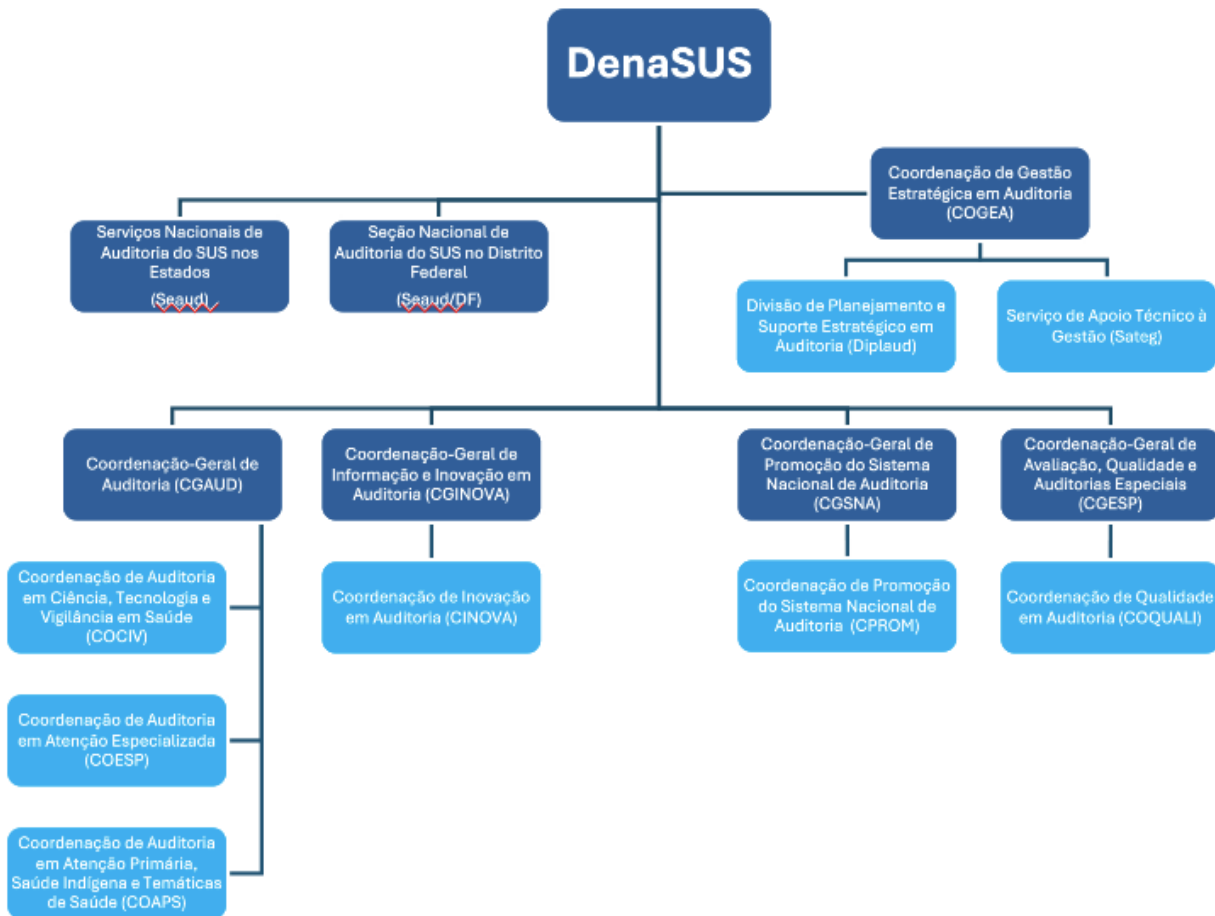 DenaSUS
Coordenação de Gestão
Estratégica em Auditoria
(COGEA)
Serviços Nacionais de
Auditoria do SUS nos
Estados
(Seaud)
Seção Nacional de
Auditoria do SUS no Distrito
Federal
(Seaud/DF)
Divisão de Planejamento e
Suporte Estratégico em
Auditoria (Diplaud)
Serviço de Apoio Técnico à
Gestão (Sateg)
Coordenação-Geral de
Auditoria (CGAUD)
Coordenação-Geral de
Informação e Inovação em
Auditoria (CGINOVA)
Coordenação-Geral de
Promoção do Sistema
Nacional de Auditoria
(CGSNA)
Coordenação-Geral de
Avaliação, Qualidade e
Auditorias Especiais
(CGESP)
Coordenação de Auditoria
em Ciência, Tecnologia e
Vigilância em Saúde
(COCIV)
Coordenação de Inovação
em Auditoria (CINOVA)
Coordenação de Promoção
do Sistema Nacional de
Auditoria (CPROM)
Coordenação de Qualidade
em Auditoria (COQUALI)
Coordenação de Auditoria
em Atenção Especializada
(COESP)
Coordenação de Auditoria
em Atenção Primária,
Saúde Indígena e Temáticas
de Saúde (COAPS)